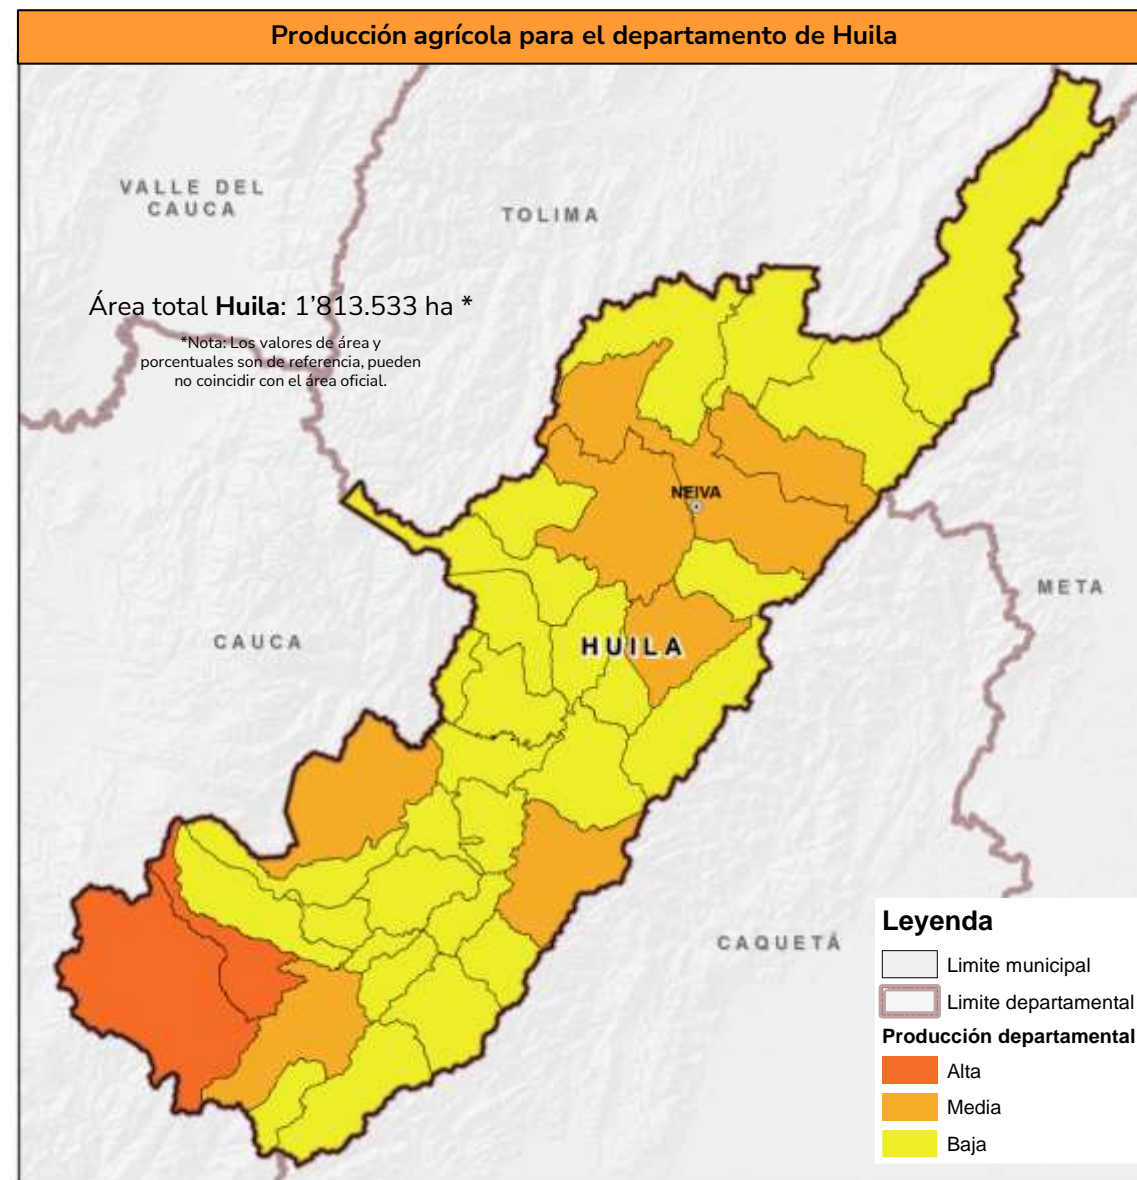 Producción agrícola para el departamento de Huila
VALLE DEL
CAUCA
TOLIMA
Área total Huila: 1’813.533 ha *
*Nota: Los valores de área y
porcentuales son de referencia, pueden
no coincidir con el área oficial.
NEIVA
META
CAUCA
HUILA
CAQUETÁ
Leyenda
Limite municipal
Limite departamental
Producción departamental
Alta
Media
Baja